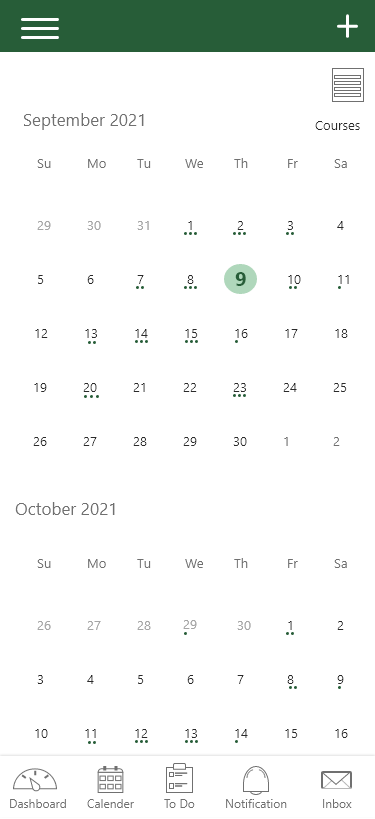 Courses
September 2021
Su Mo Tu We Th Fr Sa
29 30 31 1 2 3 4
5 6 7 8 9 10 11
12 13 14 15 16 17 18
19 20 21 22 23 24 25
26 27 28 29 30 1 2
October 2021
Su Mo Tu We Th Fr Sa
26 27 28 29 30 1 2
3 4 5 6 7 8 9
10 11 12 13 14 15 16
Dashboard Calender To Do Notification Inbox